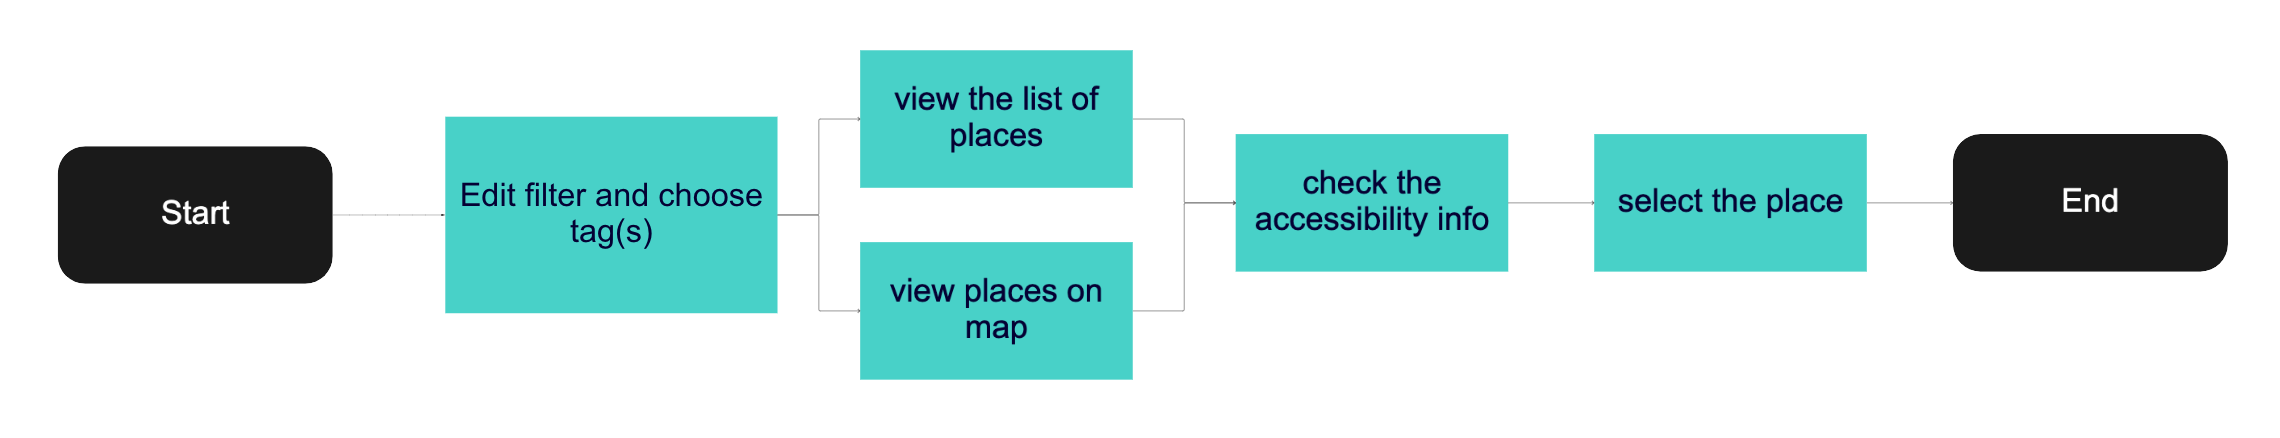 Start
Edit filter and choose
tag(s)
view the list of
places
view places on
map
check the
accessibility info
select the place
End